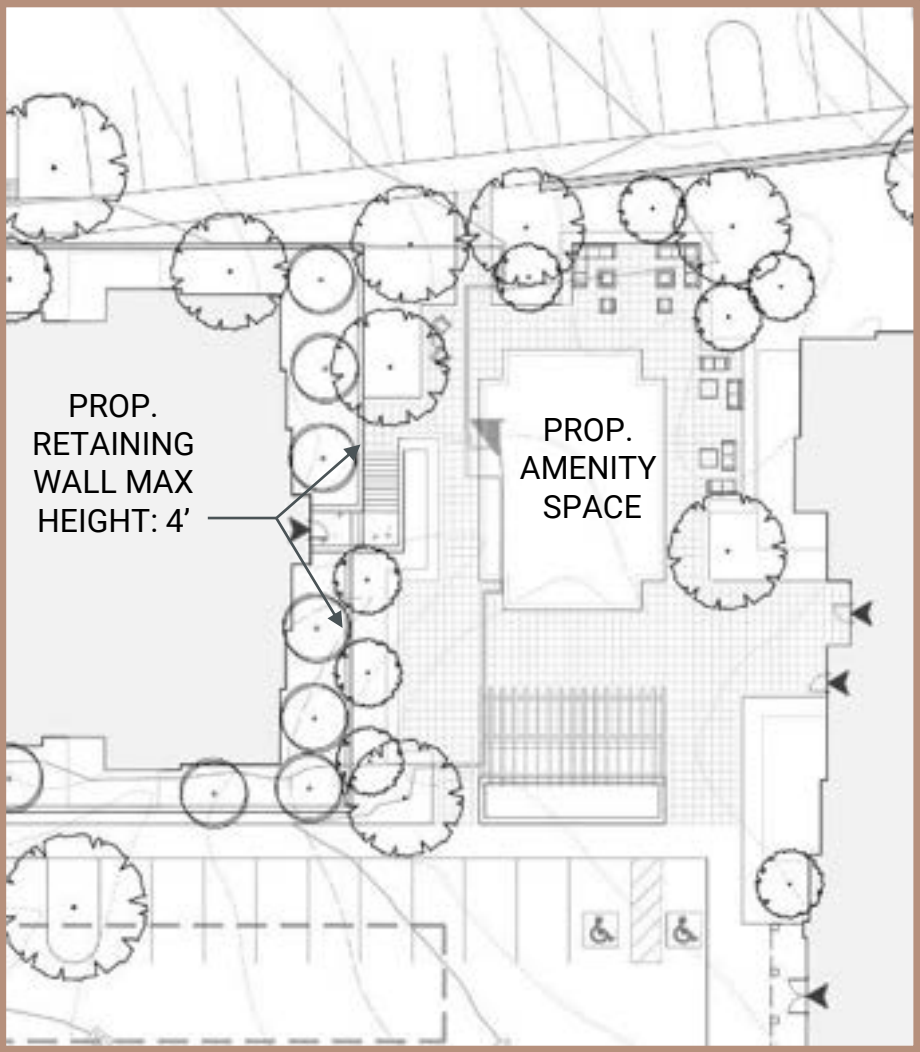 PROP.
RETAINING
WALL MAX
HEIGHT: 4’
PROP.
AMENITY
SPACE